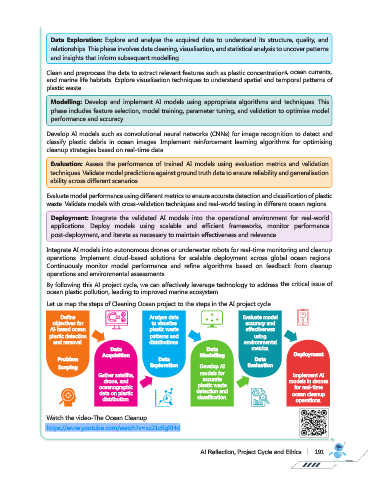 Data Exploration: Explore and analyse the acquired data to understand its structure, quality, and
relationships This phase involves data cleaning, visualisation, and statistical analysis to uncover patterns
and insights that inform subsequent modelling
Clean and preprocess the data to extract relevant features such as plastic concentrations, ocean currents,
and marine life habitats Explore visualisation techniques to understand spatial and temporal patterns of
plastic waste
Modelling: Develop and implement AI models using appropriate algorithms and techniques This
phase includes feature selection, model training, parameter tuning, and validation to optimise model
performance and accuracy
Develop AI models such as convolutional neural networks (CNNs) for image recognition to detect and
classify plastic debris in ocean images Implement reinforcement learning algorithms for optimising
cleanup strategies based on real-time data
Evaluation: Assess the performance of trained AI models using evaluation metrics and validation
techniques Validate model predictions against ground truth data to ensure reliability and generalisation
ability across different scenarios
Evaluate model performance using different metrics to ensure accurate detection and classification of plastic
waste Validate models with cross-validation techniques and real-world testing in different ocean regions
Deployment: Integrate the validated AI models into the operational environment for real-world
applications Deploy models using scalable and efficient frameworks, monitor performance
post-deployment, and iterate as necessary to maintain effectiveness and relevance
Integrate AI models into autonomous drones or underwater robots for real-time monitoring and cleanup
operations Implement cloud-based solutions for scalable deployment across global ocean regions
Continuously monitor model performance and refine algorithms based on feedback from cleanup
operations and environmental assessments
By following this AI project cycle, we can effectively leverage technology to address the critical issue of
ocean plastic pollution, leading to improved marine ecosystem
Let us map the steps of Cleaning Ocean project to the steps in the AI project cycle
Define
objectives for
AI-based ocean
plastic detection
and removal
Problem
Scoping
Data
Acquisition
Gather satellite,
drone, and
oceanographic
data on plastic
distribution
Analyse data
to visualise
plastic waste
patterns and
distributions
Data
Exploration
Data
Modelling
Develop AI
models for
accurate
plastic waste
detection and
classification
Evaluate model
accuracy and
effectiveness
using
environmental
metrics
Data
Evaluation
Deployment
Implement AI
models in drones
for real-time
ocean cleanup
operations
Watch the video-The Ocean Cleanup
AI Reflection, Project Cycle and Ethics
191